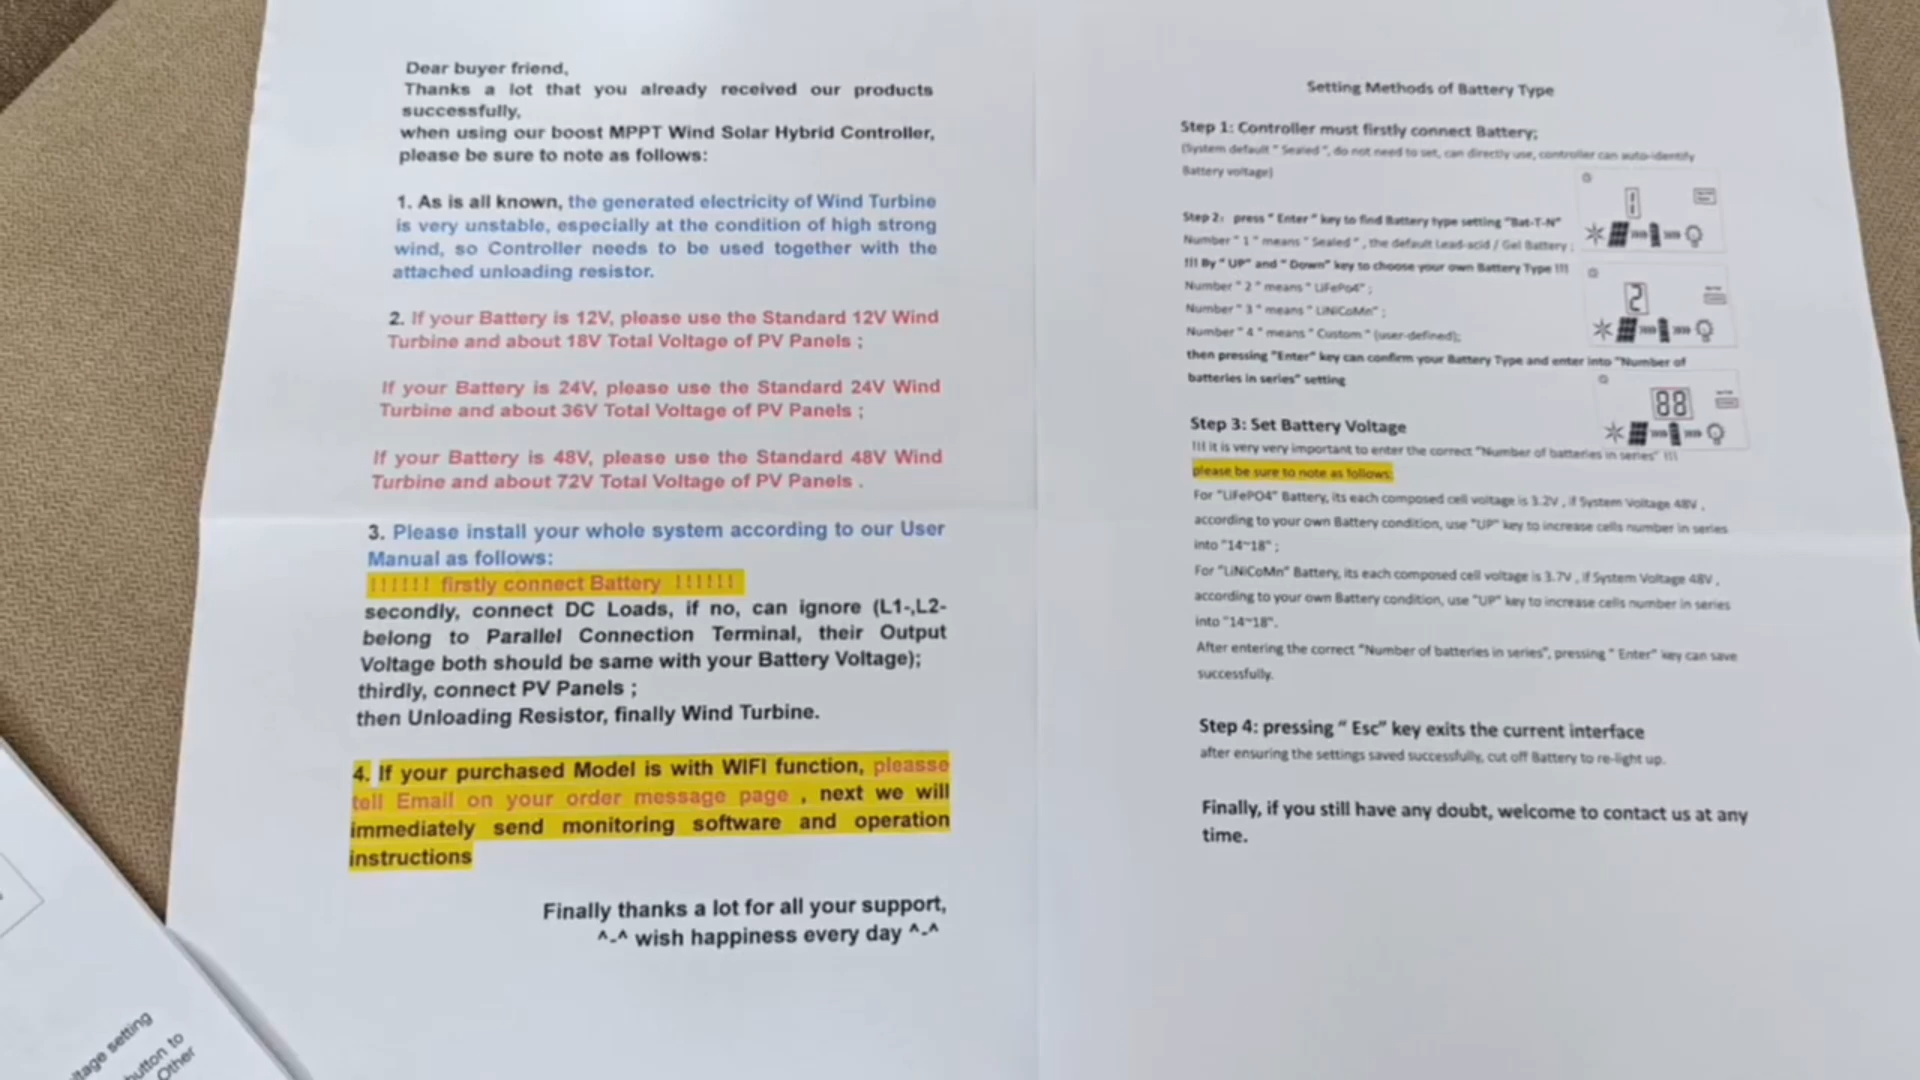 Dear buyer friend,
Thanks a lot that you already received our products
successfully,
when using our boost MPPT Wind Solar Hybrid Controller,
please be sure to note as follows:
1. As is all known, the generated electricity of Wind Turbine
is very unstable, especially at the condition of high strong
wind, so Controller needs to be used together with the
attached unloading resistor.
2. If your Battery is 12V, please use the Standard 12V Wind
Turbine and about 18V Total Voltage of PV Panels ;
If your Battery is 24V, please use the Standard 24V Wind
Turbine and about 36V Total Voltage of PV Panels ;
If your Battery is 48V, please use the Standard 48V Wind
Turbine and about 72V Total Voltage of PV Panels .
3. Please install your whole system according to our User
Manual as follows:
!!!!!! firstly connect Battery !!!!!!
secondly, connect DC Loads, if no, can ignore (L1-,L2-
belong to Parallel Connection Terminal, their Output
Voltage both should be same with your Battery Voltage);
thirdly, connect PV Panels ;
then Unloading Resistor, finally Wind Turbine.
4. If your purchased Model is with WIFI function, pleasse
tell Email on your order message page , next we will
immediately send monitoring software and operation
instructions
Finally thanks a lot for all your support,
^-^ wish happiness every day ^-^
Setting Methods of Battery Type
Step 1: Controller must firstly connect Battery;
(System default " Sealed ", do not need to set, can directly use, controller can auto-identify
Battery voltage)
Step 2: press " Enter " key to find Battery type setting "Bat-T-N"
Number " 1 " means " Sealed " , the default Lead-acid / Gel Battery ;
!!! By " UP" and " Down" key to choose your own Battery Type !!!
Number " 2 " means " LiFePo4" ;
Number " 3 " means " LiNiCoMn" ;
Number " 4 " means " Custom " (user-defined);
then pressing "Enter" key can confirm your Battery Type and enter into "Number of
batteries in series" setting
2
88
Step 3: Set Battery Voltage
!!! it is very very important to enter the correct "Number of batteries in series" !!!
please be sure to note as follows:
For "LiFePO4" Battery, its each composed cell voltage is 3.2V , if System Voltage 48V ,
according to your own Battery condition, use "UP" key to increase cells number in series
into "14~18" ;
For "LiNiCoMn" Battery, its each composed cell voltage is 3.7V , if System Voltage 48V ,
according to your own Battery condition, use "UP" key to increase cells number in series
into "14~18".
After entering the correct "Number of batteries in series", pressing " Enter" key can save
successfully.
Step 4: pressing " Esc" key exits the current interface
after ensuring the settings saved successfully, cut off Battery to re-light up.
Finally, if you still have any doubt, welcome to contact us at any
time.
ltage setting
button to
Other